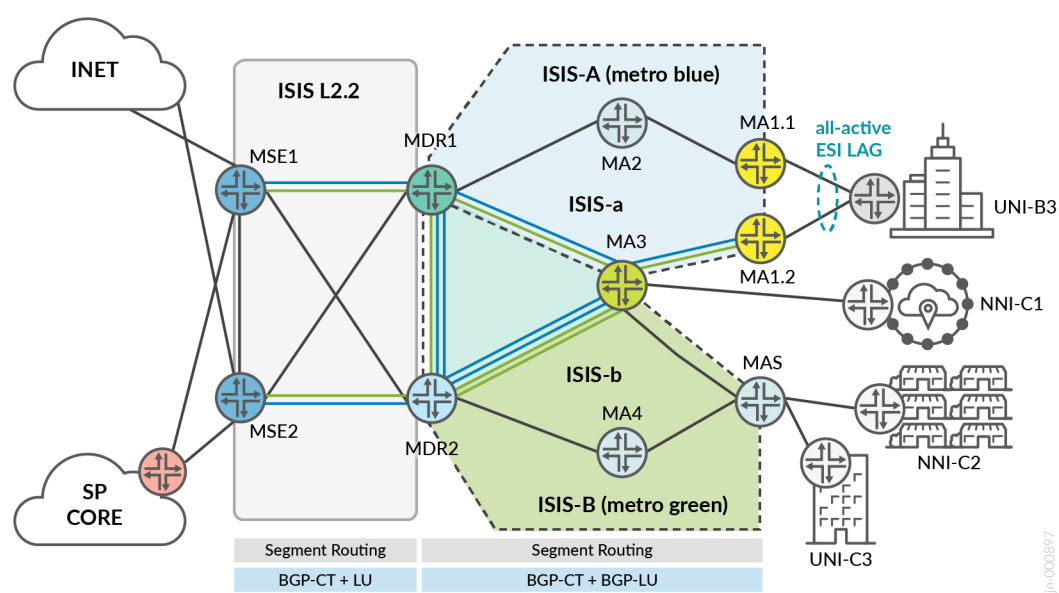 INET
ISIS L2.2
ISIS-A (metro blue)
MDR1
MSE1
MA2
MA1.1
all-active
ESI LAG
UNI-B3
ISIS-a
MA3
MA1.2
NNI-C1
ISIS-b
MAS
MA4
MSE2
MDR2
NNI-C2
SP
CORE
ISIS-B (metro green)
UNI-C3
Segment Routing
Segment Routing
BGP-CT + LU
BGP-CT + BGP-LU
jn-000897